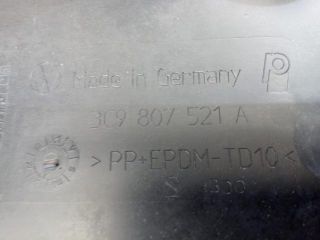 Made in Germany
3C9 807 521 A
>PP+EPDM-TD10<